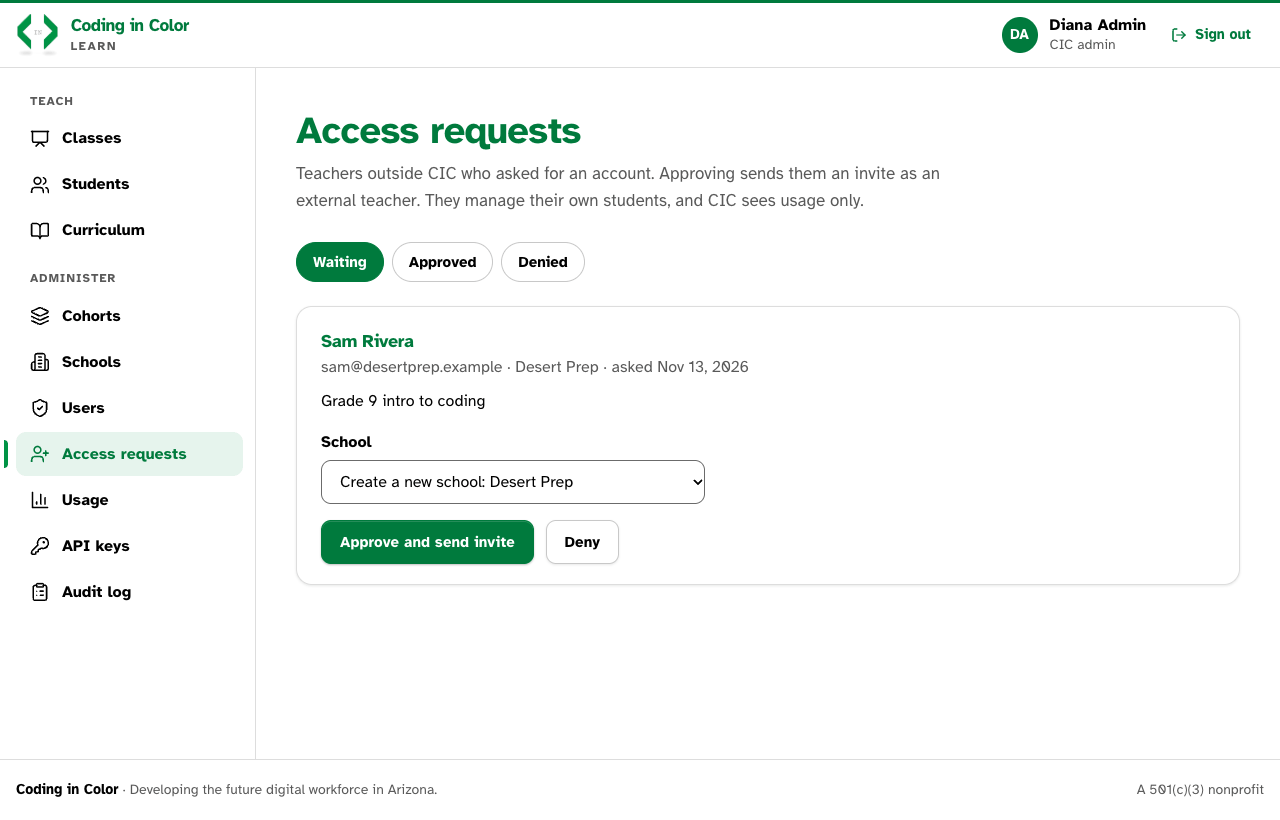 Coding in Color
LEARN
DA
Diana Admin
CIC admin
Sign out
TEACH
Classes
Students
Curriculum
ADMINISTER
Cohorts
Schools
Users
Access requests
Usage
API keys
Audit log
Access requests
Teachers outside CIC who asked for an account. Approving sends them an invite as an
external teacher. They manage their own students, and CIC sees usage only.
Waiting
Approved
Denied
Sam Rivera
sam@desertprep.example · Desert Prep · asked Nov 13, 2026
Grade 9 intro to coding
School
Create a new school: Desert Prep
Approve and send invite
Deny
Coding in Color · Developing the future digital workforce in Arizona.
A 501(c)(3) nonprofit